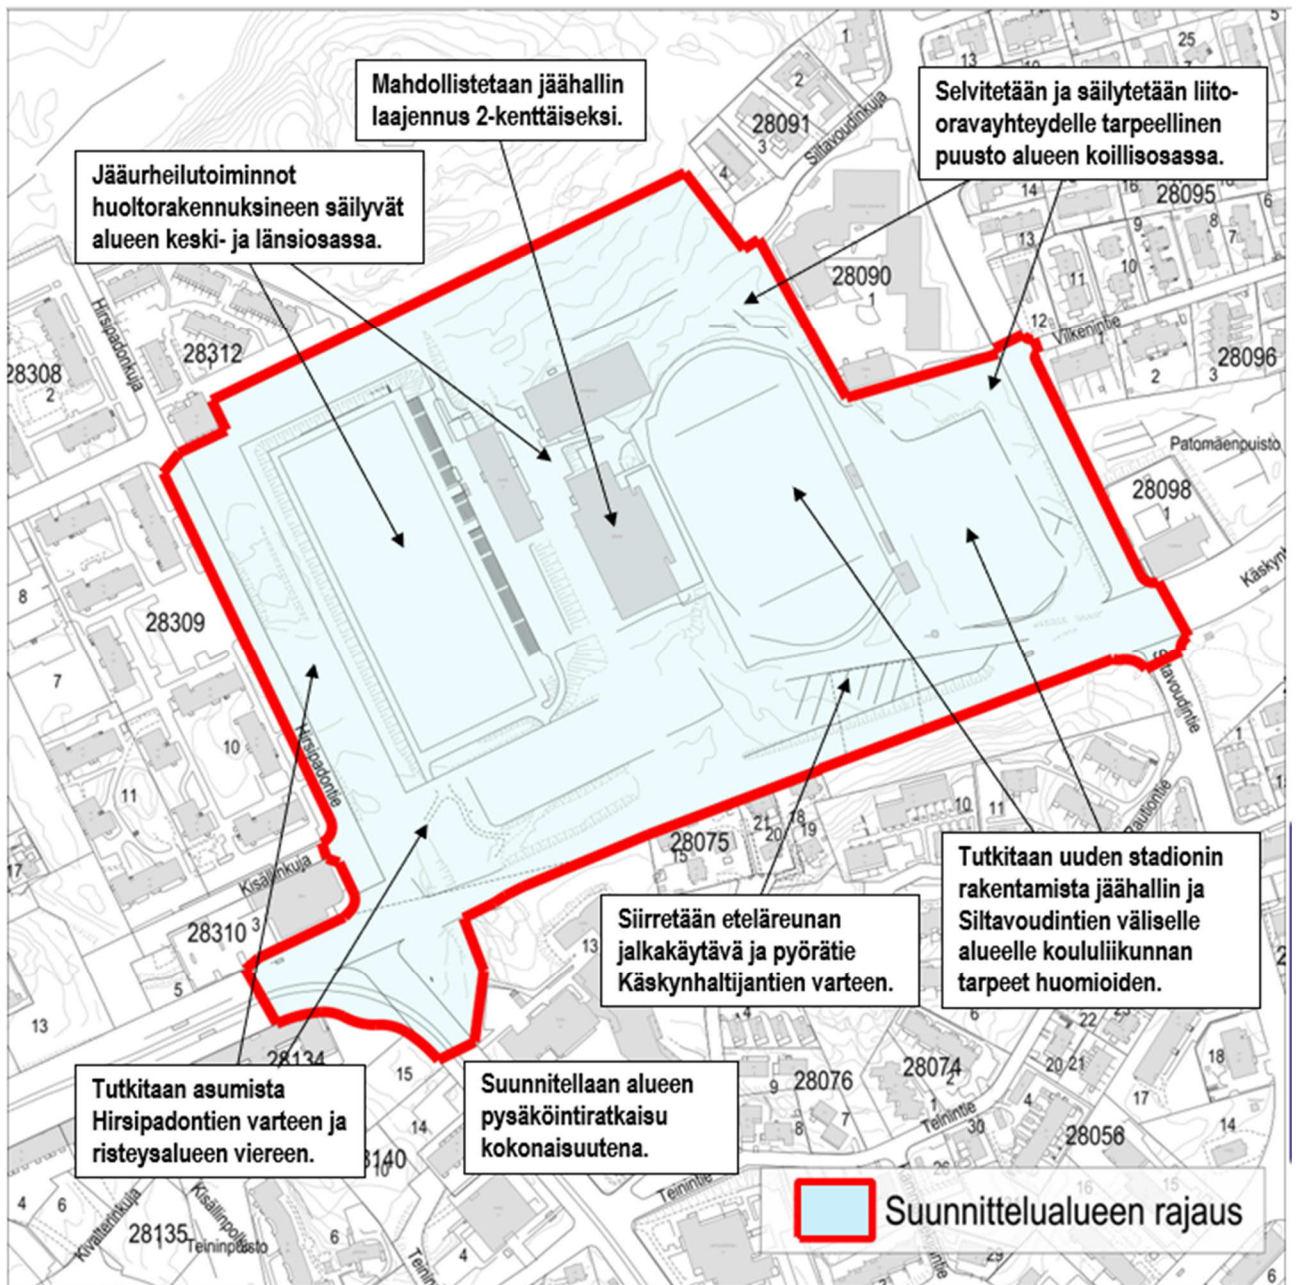 Mahdollistetaan jäähallin
laajennus 2-kenttäiseksi.
Selvitetään ja säilytetään liito-
oravayhteydelle tarpeellinen
puusto alueen koillisosassa.
Jääurheilutoiminnot
huoltorakennuksineen säilyvät
alueen keski- ja länsiosassa.
Siirretään eteläreunan
jalkakäytävä ja pyörätie
Käskynhaltijantien varteen.
Tutkitaan uuden stadionin
rakentamista jäähallin ja
Siltavoudintien väliselle
alueelle koululiikunnan
tarpeet huomioiden.
Tutkitaan asumista
Hirsipadontien varteen ja
risteysalueen viereen.
Suunnitellaan alueen
pysäköintiratkaisu
kokonaisuutena.
Suunnittelualueen rajaus
28091
Siltavoudinkuja
28095
28090
Vilkenintie
28096
Patomäenpuisto
28098
Käskynh
Siltavoudintie
Rautiontie
28308
Hirsipadonkuja
28312
28309
Hirsipadontie
Kisällinkuja
28310
28134
28075
28076
28074
Teinintie
28056
Teinintie
28135
Teininpuisto
Kivalterinkuja
Kisällinpolku
3140